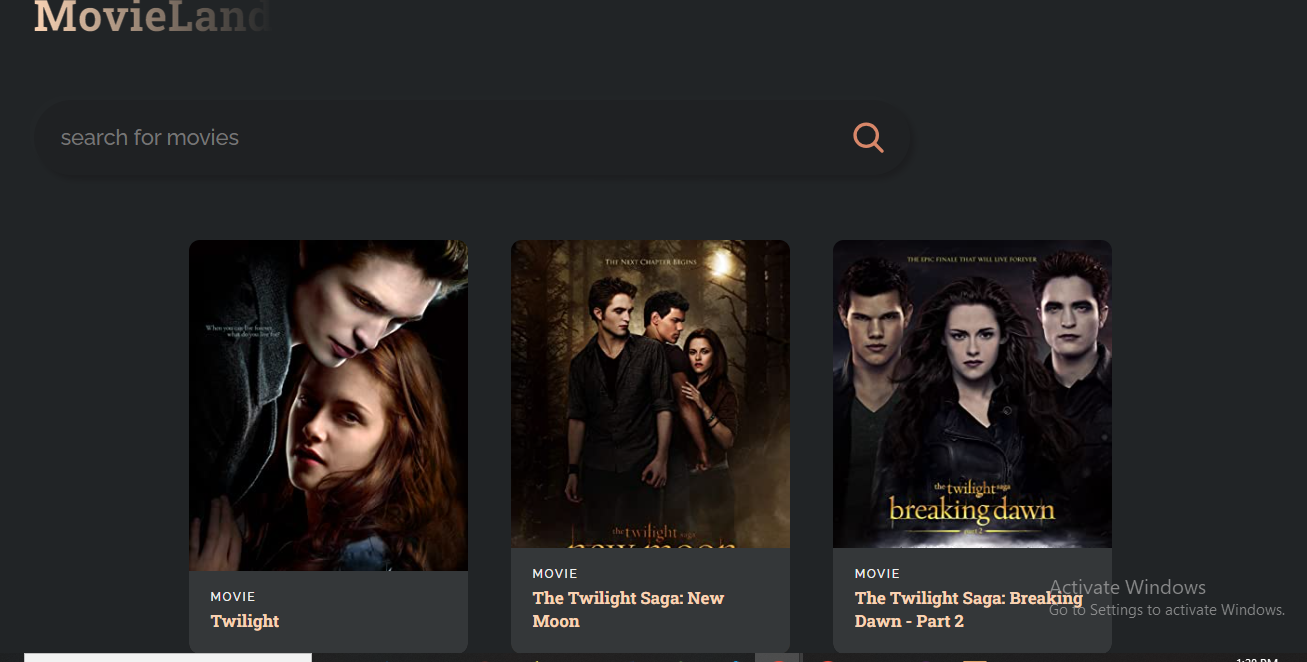 MovieLand
search for movies
When you can live forever,
what do you live for?
THE NEXT CHAPTER BEGINS
the twilight saga
new moon
THE EPIC FINALE THAT WILL LIVE FOREVER
the twilight saga
breaking dawn
part 2
MOVIE
Twilight
MOVIE
The Twilight Saga: New
Moon
MOVIE
The Twilight Saga: Breaking
Dawn - Part 2
Activate Windows
Go to Settings to activate Windows.
1:20 PM